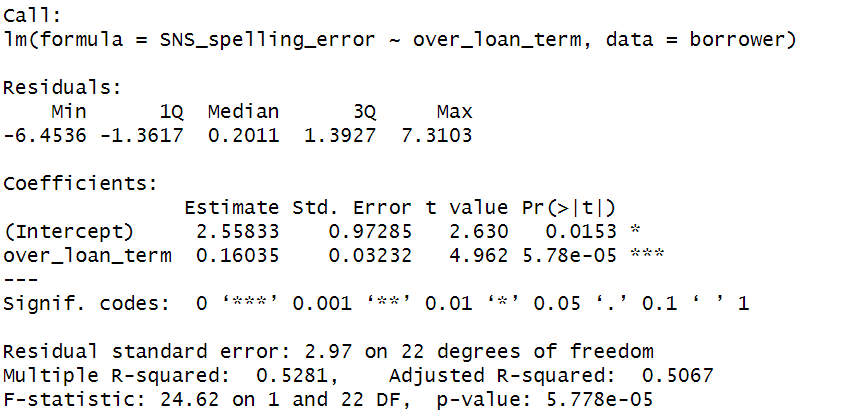 Call:
lm(formula = SNS_spelling_error ~ over_loan_term, data = borrower)
Residuals:
Min 1Q Median 3Q Max
-6.4536 -1.3617 0.2011 1.3927 7.3103
Coefficients:
Estimate Std. Error t value Pr(>|t|)
(Intercept) 2.55833 0.97285 2.630 0.0153 *
over_loan_term 0.16035 0.03232 4.962 5.78e-05 ***
---
Signif. codes: 0 ‘***’ 0.001 ‘**’ 0.01 ‘*’ 0.05 ‘.’ 0.1 ‘ ’ 1
Residual standard error: 2.97 on 22 degrees of freedom
Multiple R-squared: 0.5281, Adjusted R-squared: 0.5067
F-statistic: 24.62 on 1 and 22 DF, p-value: 5.778e-05